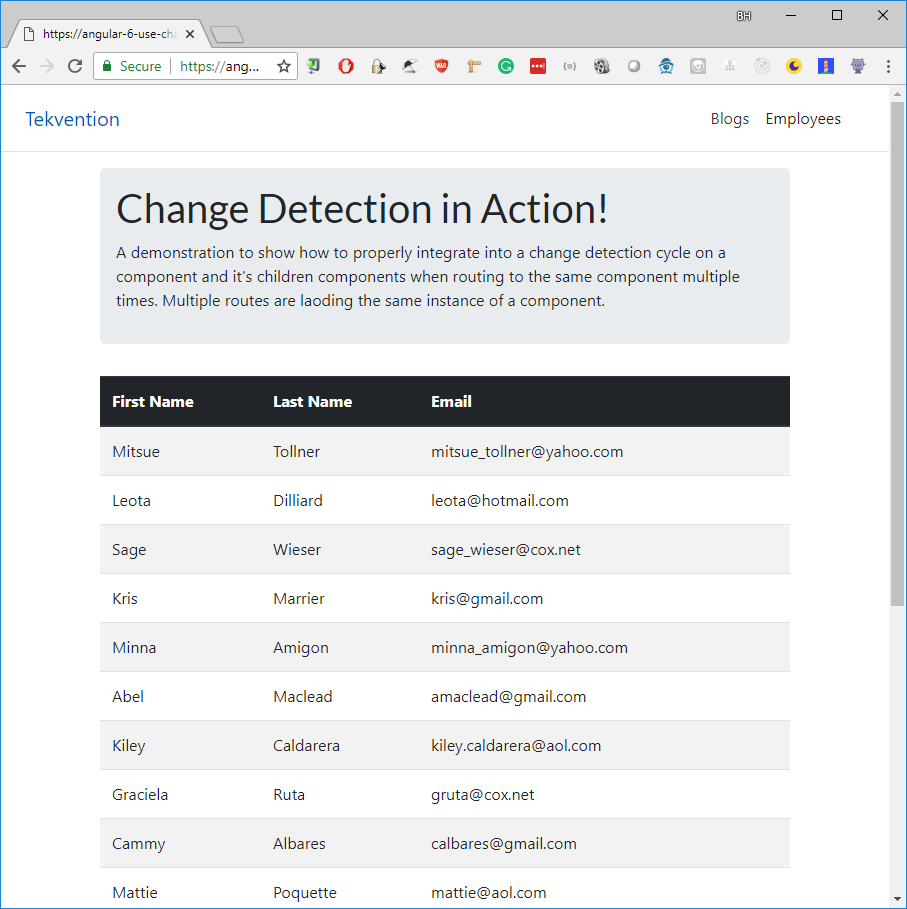 BH
https://angular-6-use-cha
Secure https://ang...
Tekvention Blogs Employees
Change Detection in Action!
A demonstration to show how to properly integrate into a change detection cycle on a
component and it's children components when routing to the same component multiple
times. Multiple routes are laoding the same instance of a component.
First Name Last Name Email
Mitsue Tollner mitsue_tollner@yahoo.com
Leota Dilliard leota@hotmail.com
Sage Wieser sage_wieser@cox.net
Kris Marrier kris@gmail.com
Minna Amigon minna_amigon@yahoo.com
Abel Maclead amaclead@gmail.com
Kiley Caldarera kiley.caldarera@aol.com
Graciela Ruta gruta@cox.net
Cammy Albares calbares@gmail.com
Mattie Poquette mattie@aol.com